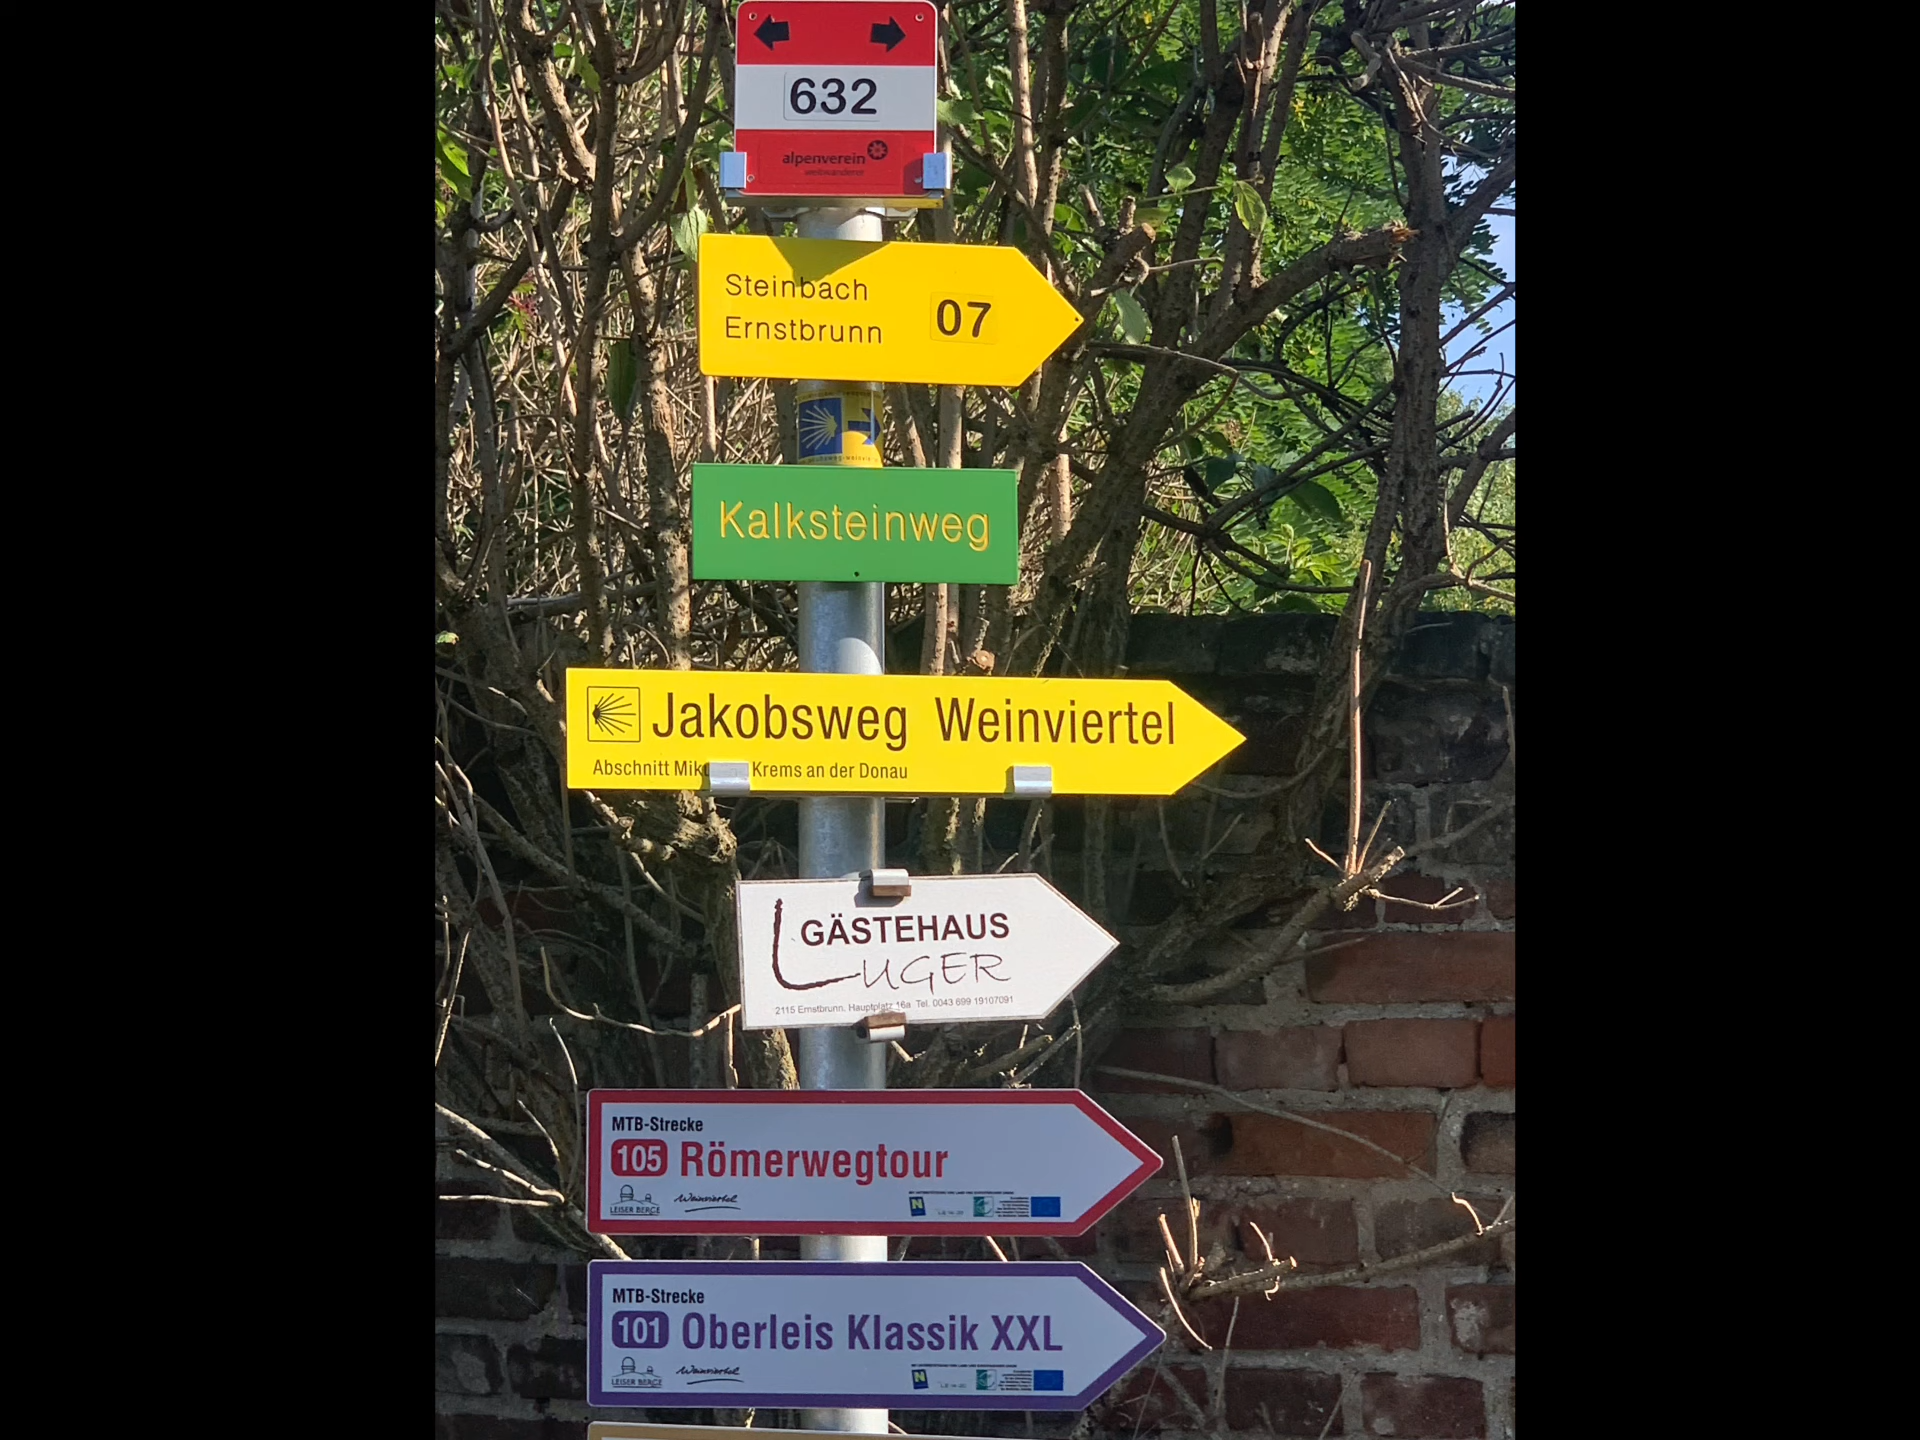 632
alpenverein
weitwanderer
Steinbach
Ernstbrunn
07
Kalksteinweg
Jakobsweg Weinviertel
Abschnitt Krems an der Donau
GÄSTEHAUS
LUGER
2115 Ernstbrunn, Hauptplatz 16a Tel. 0043 699 19107091
MTB-Strecke
105 Römerwegtour
LEISER BERGE
Weinviertel
N
MTB-Strecke
101 Oberleis Klassik XXL
LEISER BERGE
Weinviertel
N